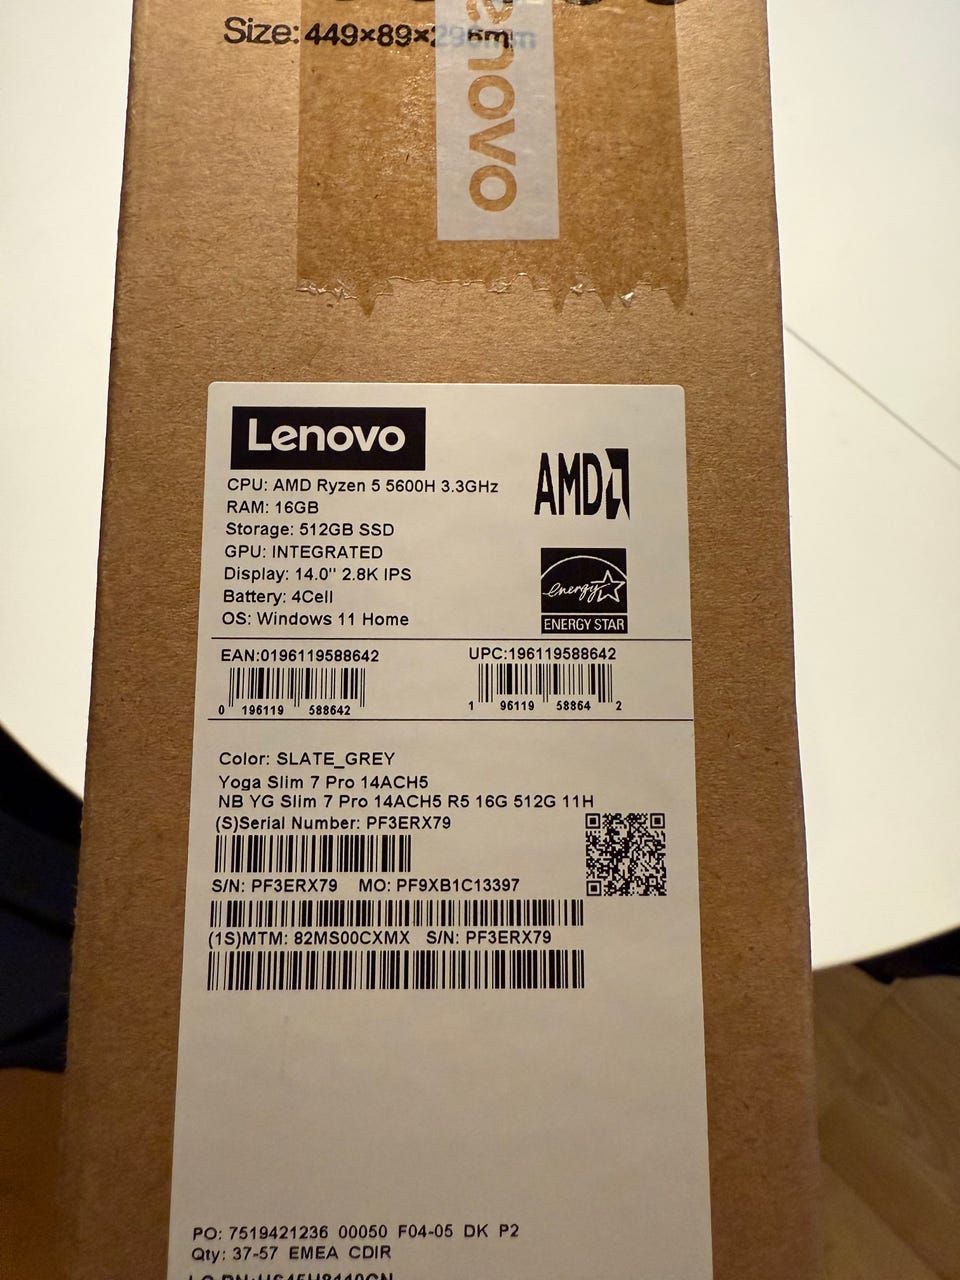 Size: 449×89×296mm
enovo
Lenovo
AMD
CPU: AMD Ryzen 5 5600H 3.3GHz
RAM: 16GB
Storage: 512GB SSD
GPU: INTEGRATED
Display: 14.0" 2.8K IPS
Battery: 4Cell
OS: Windows 11 Home
energy
ENERGY STAR
EAN:0196119588642 UPC:196119588642
0 196119 588642 1 96119 58864 2
Color: SLATE_GREY
Yoga Slim 7 Pro 14ACH5
NB YG Slim 7 Pro 14ACH5 R5 16G 512G 11H
(S)Serial Number: PF3ERX79
S/N: PF3ERX79 MO: PF9XB1C13397
(1S)MTM: 82MS00CXMX S/N: PF3ERX79
PO: 7519421236 00050 F04-05 DK P2
Qty: 37-57 EMEA CDIR